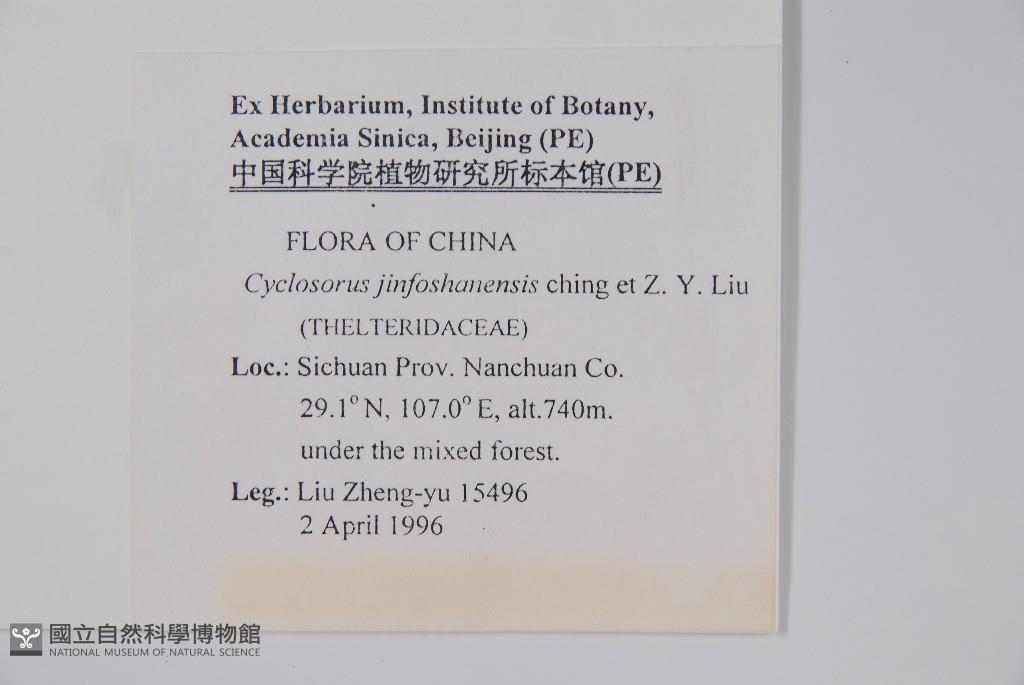 Ex Herbarium, Institute of Botany,
Academia Sinica, Beijing (PE)
中国科学院植物研究所标本馆(PE)
FLORA OF CHINA
Cyclosorus jinfoshanensis ching et Z. Y. Liu
(THELTERIDACEAE)
Loc.: Sichuan Prov. Nanchuan Co.
29.1° N, 107.0° E, alt.740m.
under the mixed forest.
Leg.: Liu Zheng-yu 15496
2 April 1996
國立自然科學博物館
NATIONAL MUSEUM OF NATURAL SCIENCE